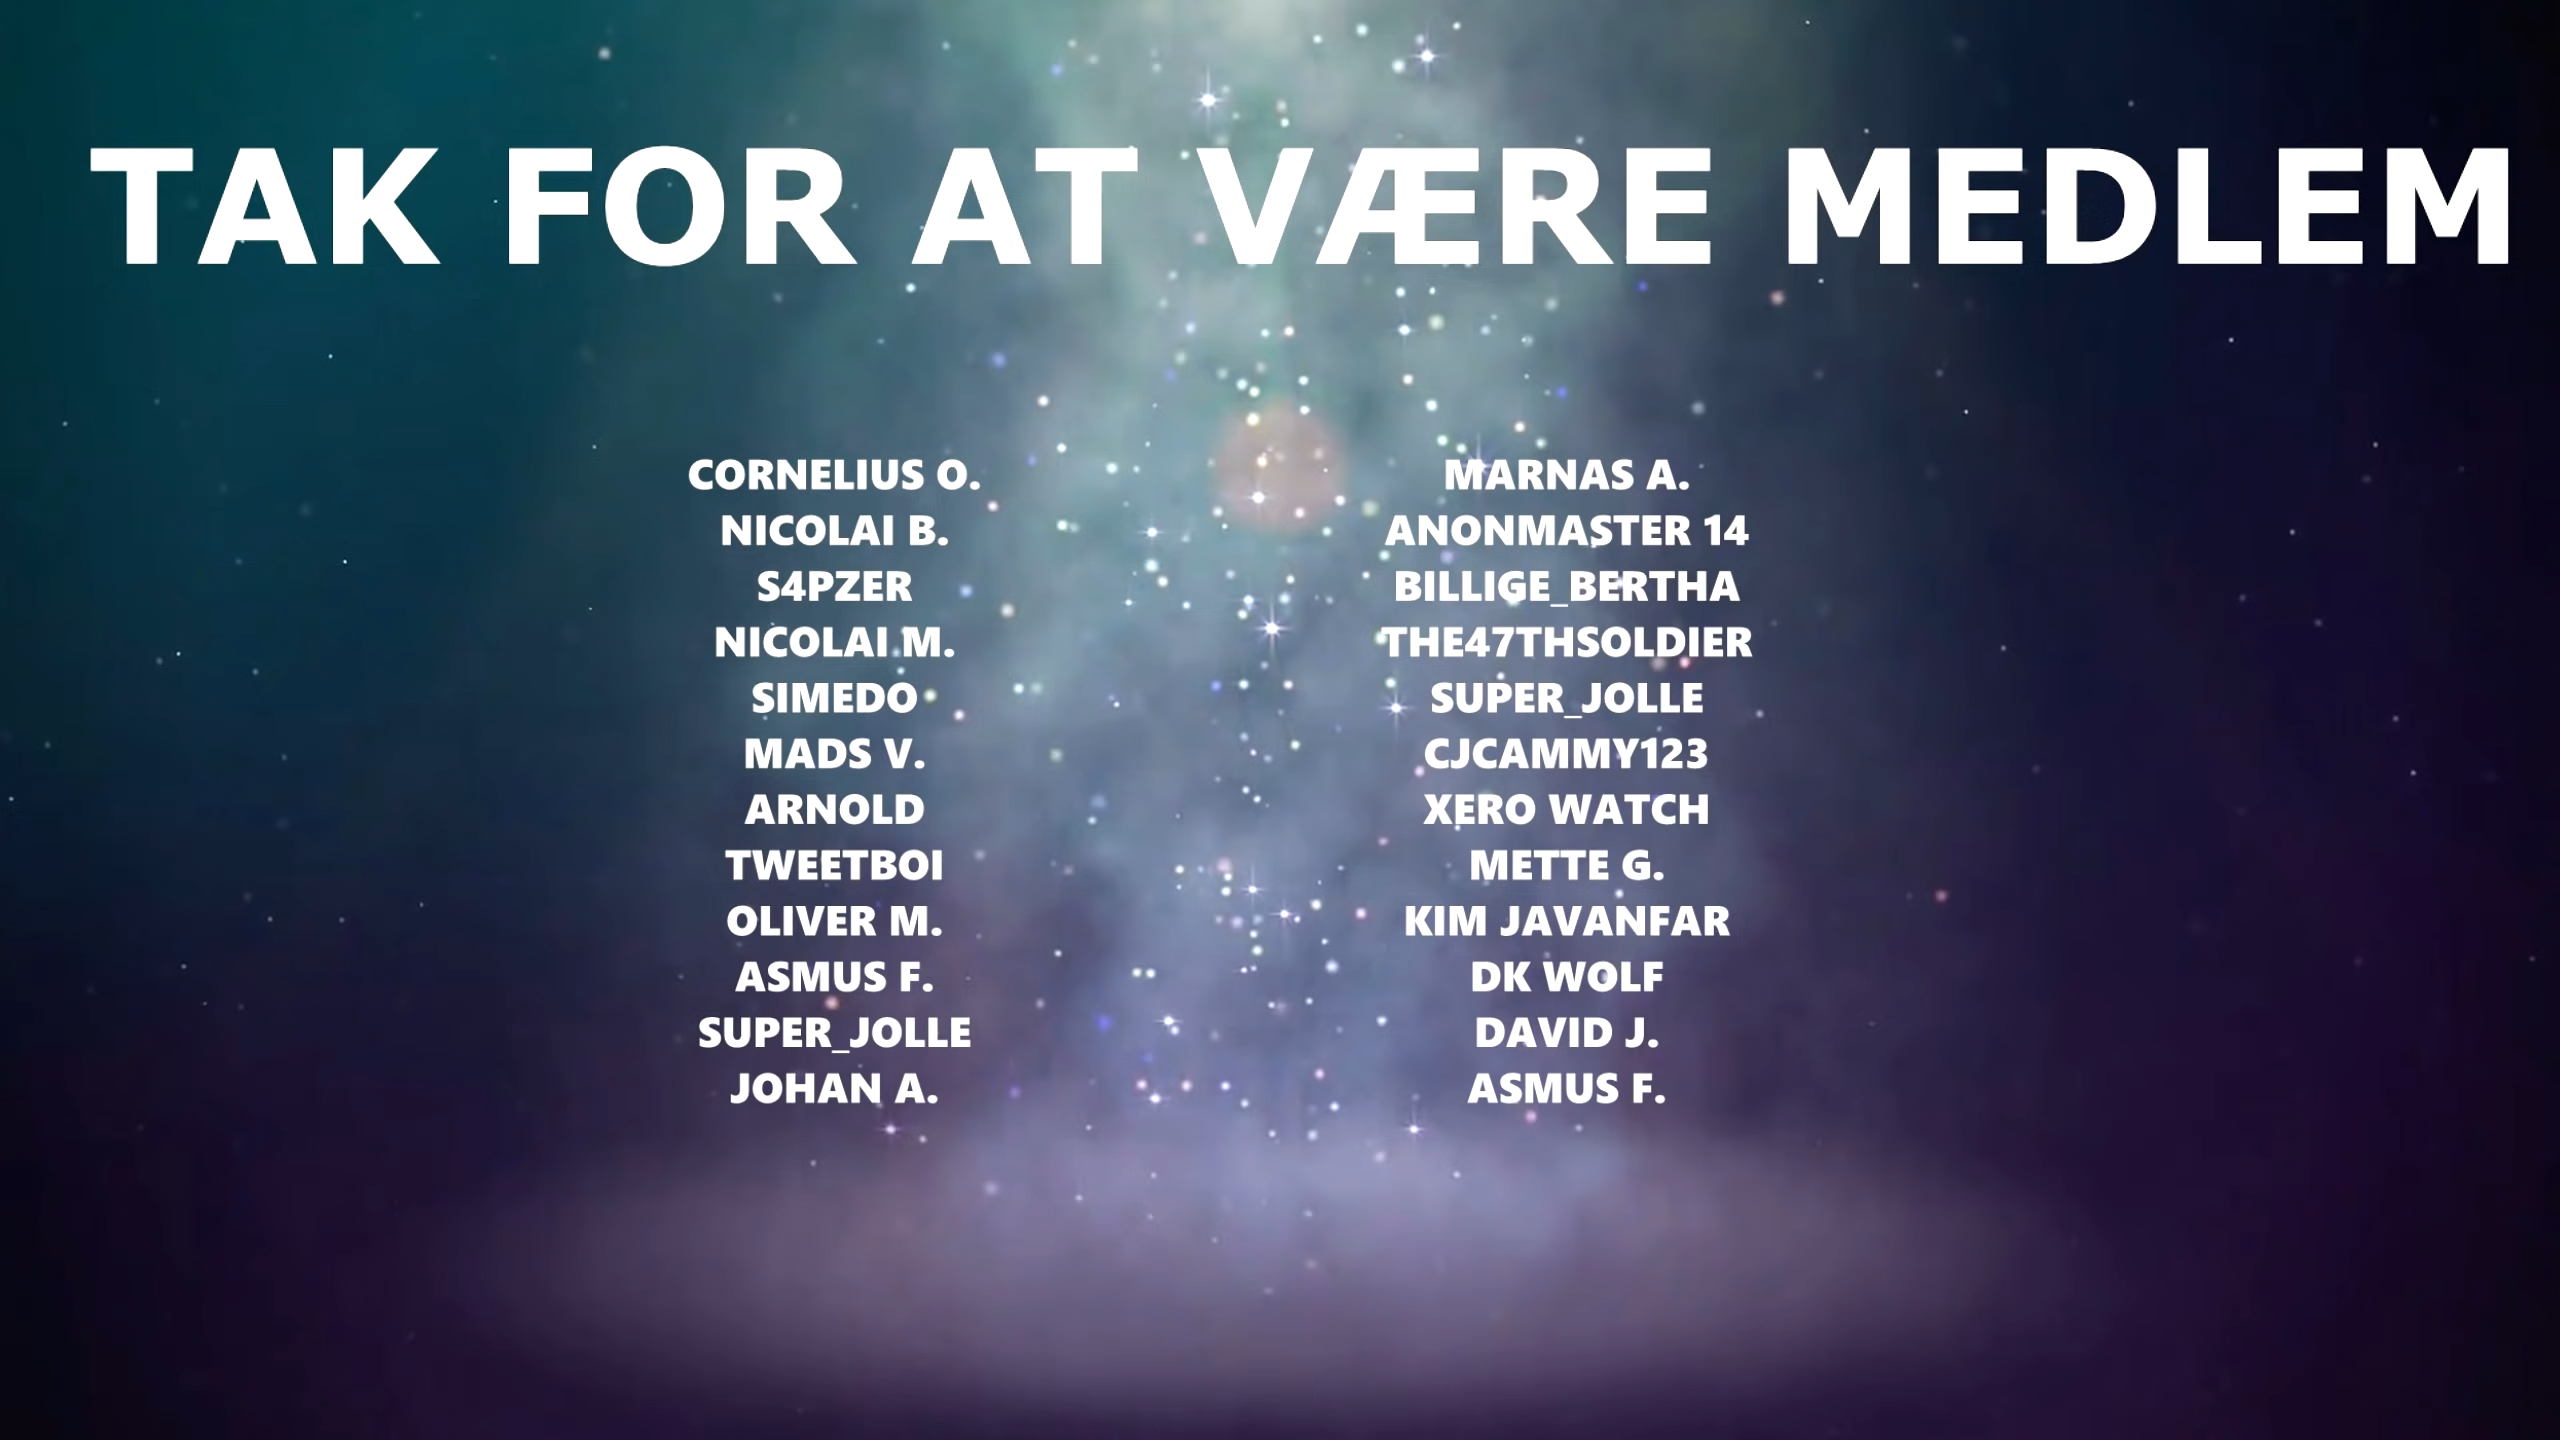 TAK FOR AT VÆRE MEDLEM
CORNELIUS O.
NICOLAI B.
S4PZER
NICOLAI M.
SIMEDO
MADS V.
ARNOLD
TWEETBOI
OLIVER M.
ASMUS F.
SUPER_JOLLE
JOHAN A.
MARNAS A.
ANONMASTER 14
BILLIGE_BERTHA
THE47THSOLDIER
SUPER_JOLLE
CJCAMMY123
XERO WATCH
METTE G.
KIM JAVANFAR
DK WOLF
DAVID J.
ASMUS F.